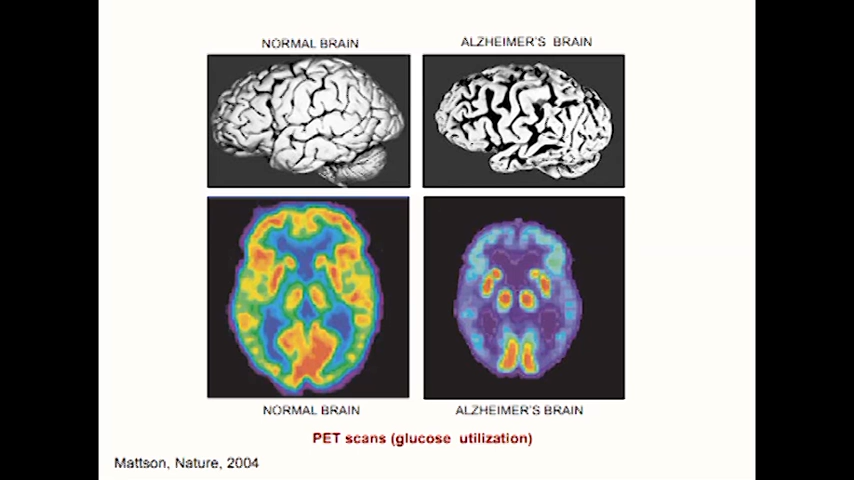 NORMAL BRAIN
ALZHEIMER'S BRAIN
NORMAL BRAIN
ALZHEIMER'S BRAIN
PET scans (glucose utilization)
Mattson, Nature, 2004